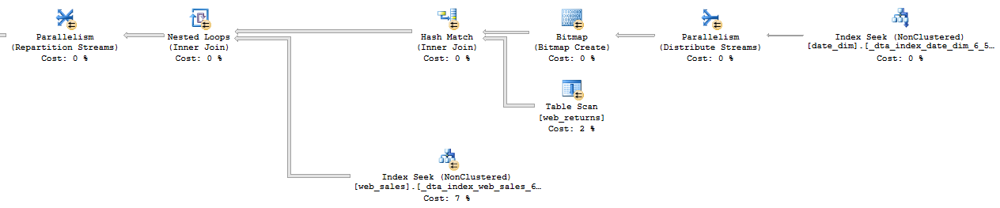 Parallelism
(Repartition Streams)
Cost: 0 %
Nested Loops
(Inner Join)
Cost: 0 %
Hash Match
(Inner Join)
Cost: 0 %
Bitmap
(Bitmap Create)
Cost: 0 %
Parallelism
(Distribute Streams)
Cost: 0 %
Index Seek (NonClustered)
[date_dim].[_dta_index_date_dim_6_5…
Cost: 0 %
Table Scan
[web_returns]
Cost: 2 %
Index Seek (NonClustered)
[web_sales].[_dta_index_web_sales_6…
Cost: 7 %